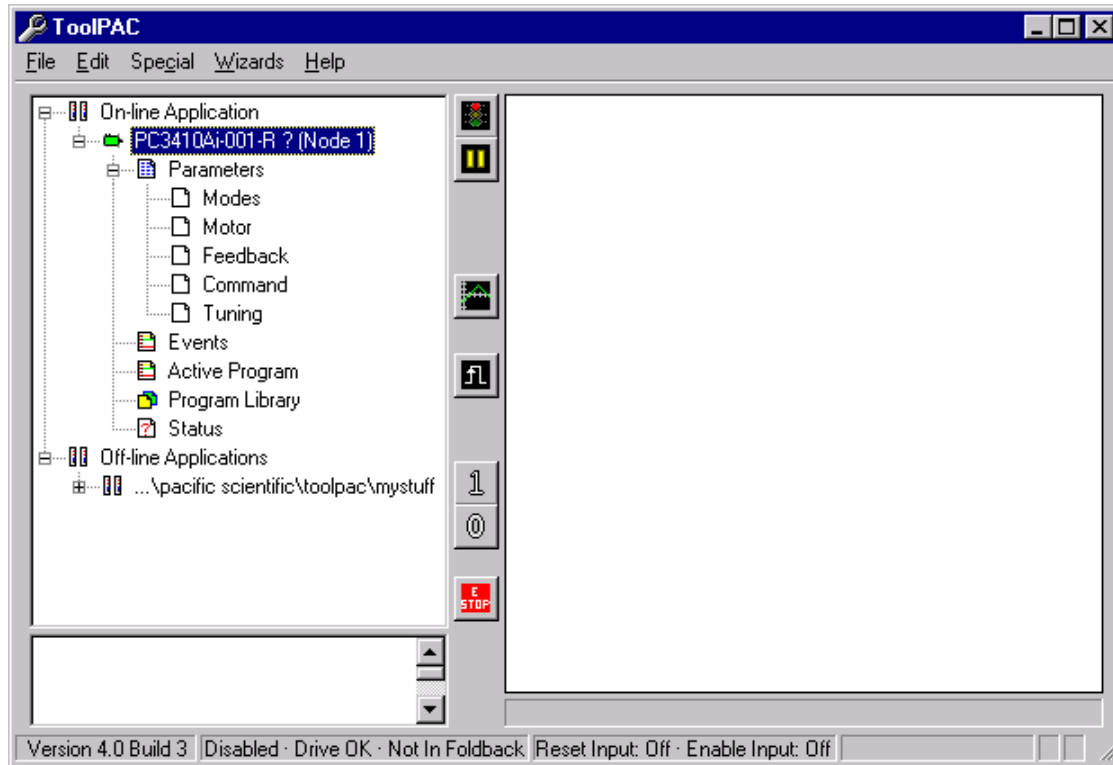 ToolPAC
File Edit Special Wizards Help
On-line Application
PC3410Ai-001-R ? (Node 1)
Parameters
Modes
Motor
Feedback
Command
Tuning
Events
Active Program
Program Library
? Status
Off-line Applications
...\pacific scientific\toolpac\mystuff
1
0
E
STOP
Version 4.0 Build 3 Disabled · Drive OK · Not In Foldback Reset Input: Off · Enable Input: Off